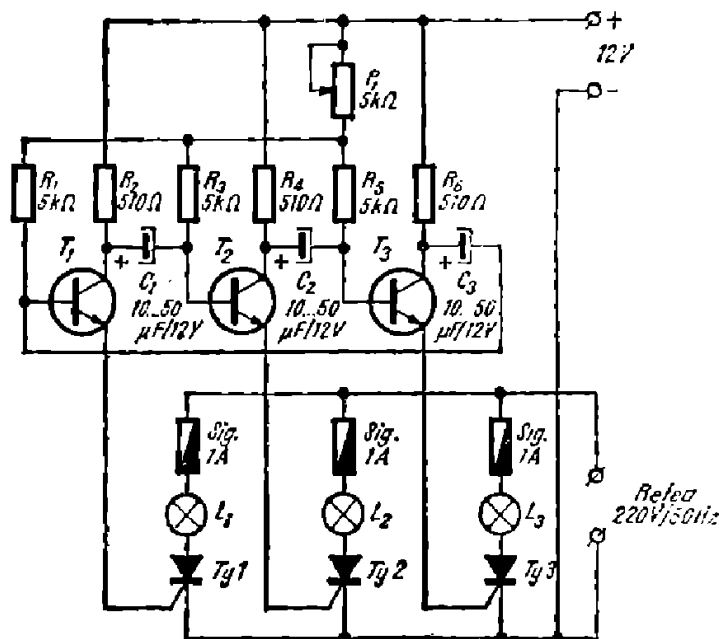 +
12V
-
P1
5kΩ
R1
5kΩ
R2
510Ω
R3
5kΩ
R4
510Ω
R5
5kΩ
R6
510Ω
T1
T2
T3
+
C1
10...50
µF/12V
+
C2
10...50
µF/12V
+
C3
10...50
µF/12V
Sig.
1A
Sig.
1A
Sig.
1A
L1
L2
L3
Rețea
220V/50Hz
Ty1
Ty2
Ty3